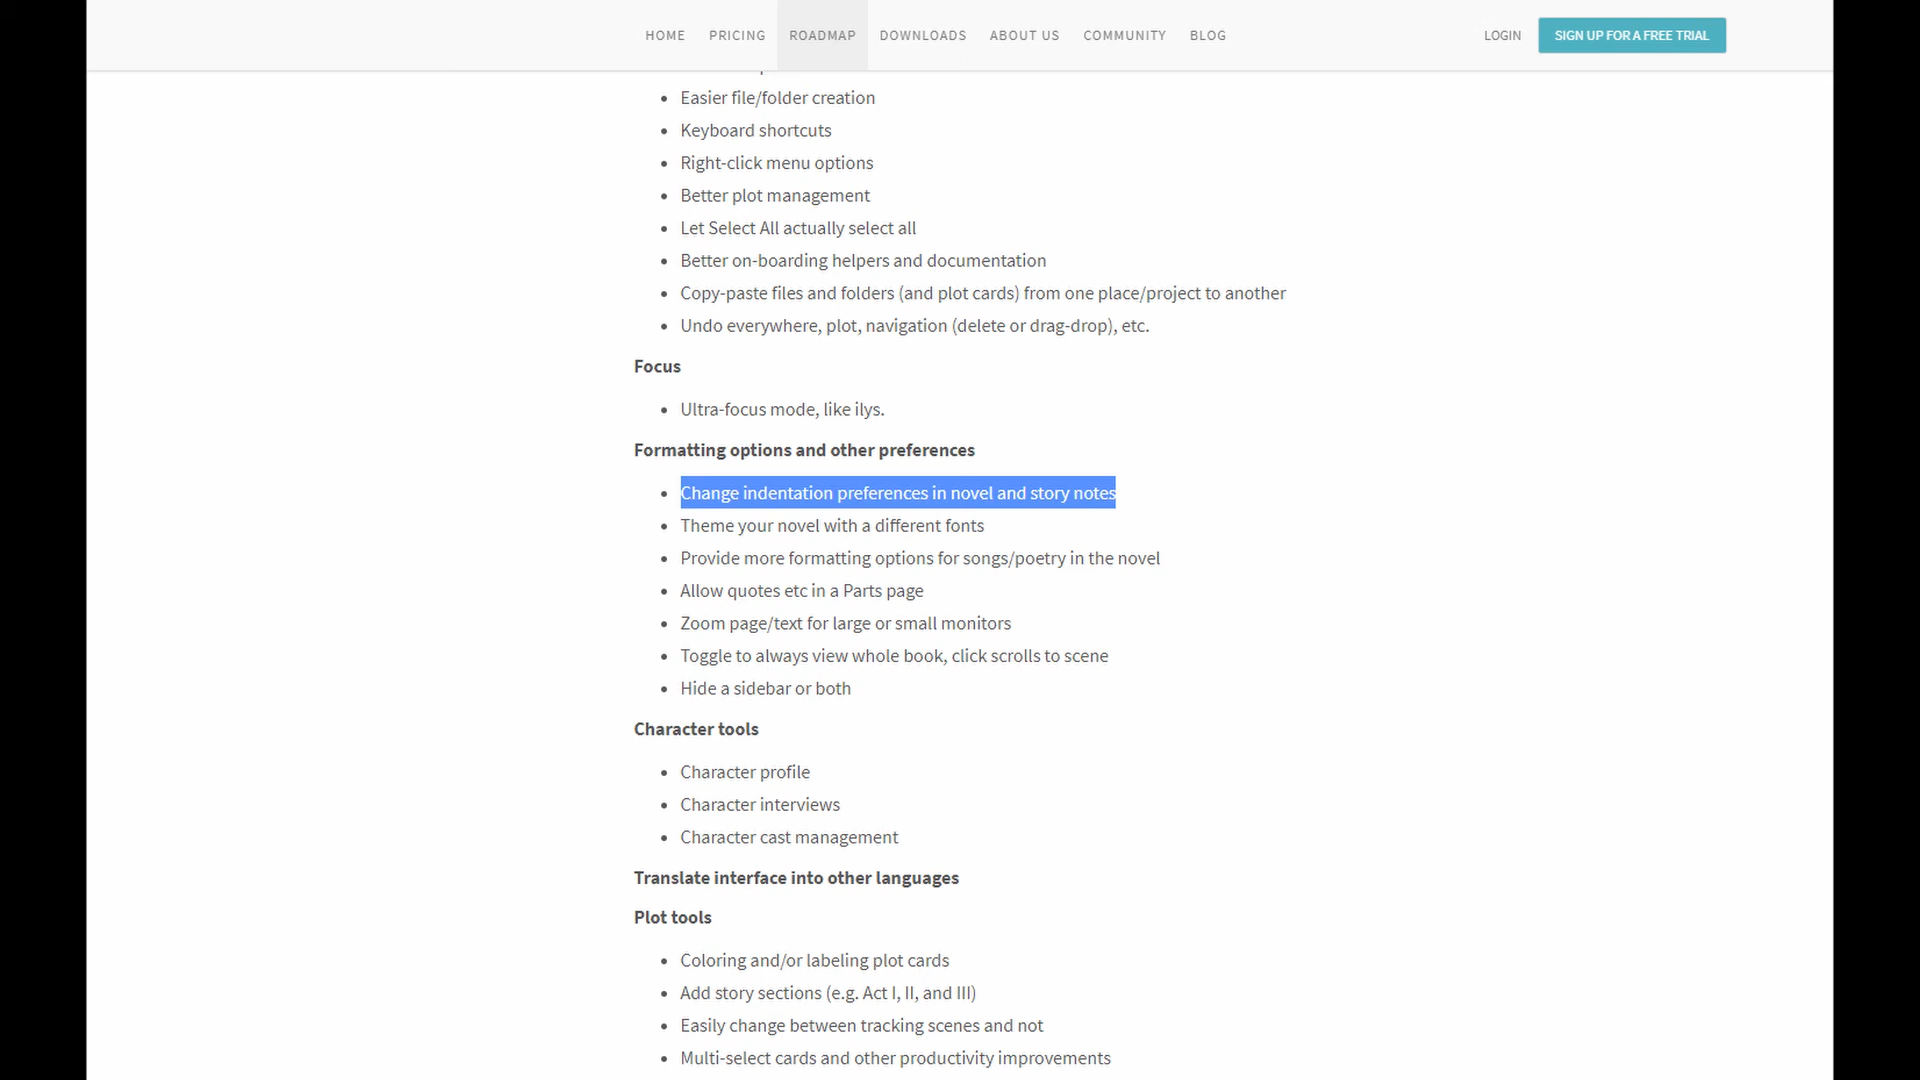 HOME PRICING ROADMAP DOWNLOADS ABOUT US COMMUNITY BLOG LOGIN SIGN UP FOR A FREE TRIAL
Easier file/folder creation
Keyboard shortcuts
Right-click menu options
Better plot management
Let Select All actually select all
Better on-boarding helpers and documentation
Copy-paste files and folders (and plot cards) from one place/project to another
Undo everywhere, plot, navigation (delete or drag-drop), etc.
Focus
Ultra-focus mode, like ilys.
Formatting options and other preferences
Change indentation preferences in novel and story notes
Theme your novel with a different fonts
Provide more formatting options for songs/poetry in the novel
Allow quotes etc in a Parts page
Zoom page/text for large or small monitors
Toggle to always view whole book, click scrolls to scene
Hide a sidebar or both
Character tools
Character profile
Character interviews
Character cast management
Translate interface into other languages
Plot tools
Coloring and/or labeling plot cards
Add story sections (e.g. Act I, II, and III)
Easily change between tracking scenes and not
Multi-select cards and other productivity improvements